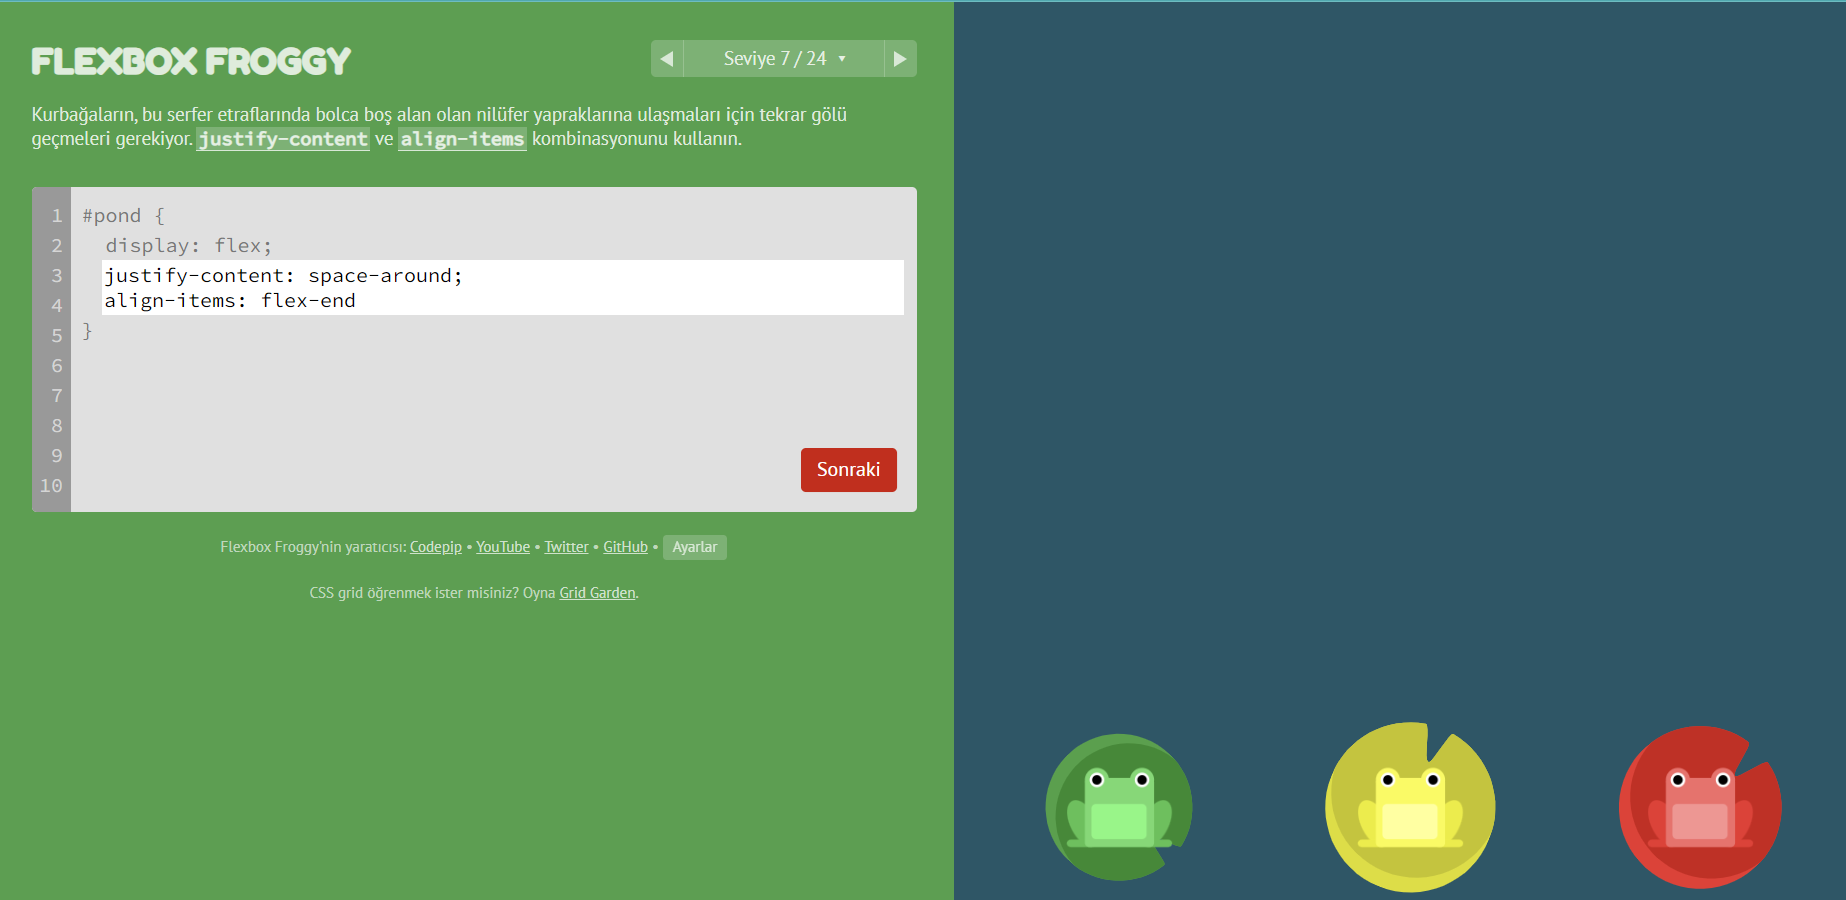 FLEXBOX FROGGY
Seviye 7 / 24
Kurbağaların, bu serfer etraflarında bolca boş alan olan nilüfer yapraklarına ulaşmaları için tekrar gölü
geçmeleri gerekiyor. justify-content ve align-items kombinasyonunu kullanın.
1 #pond {
2 display: flex;
3 justify-content: space-around;
4 align-items: flex-end
5 }
6
7
8
9
10
Sonraki
Flexbox Froggy'nin yaratıcısı: Codepip • YouTube • Twitter • GitHub • Ayarlar
CSS grid öğrenmek ister misiniz? Oyna Grid Garden.